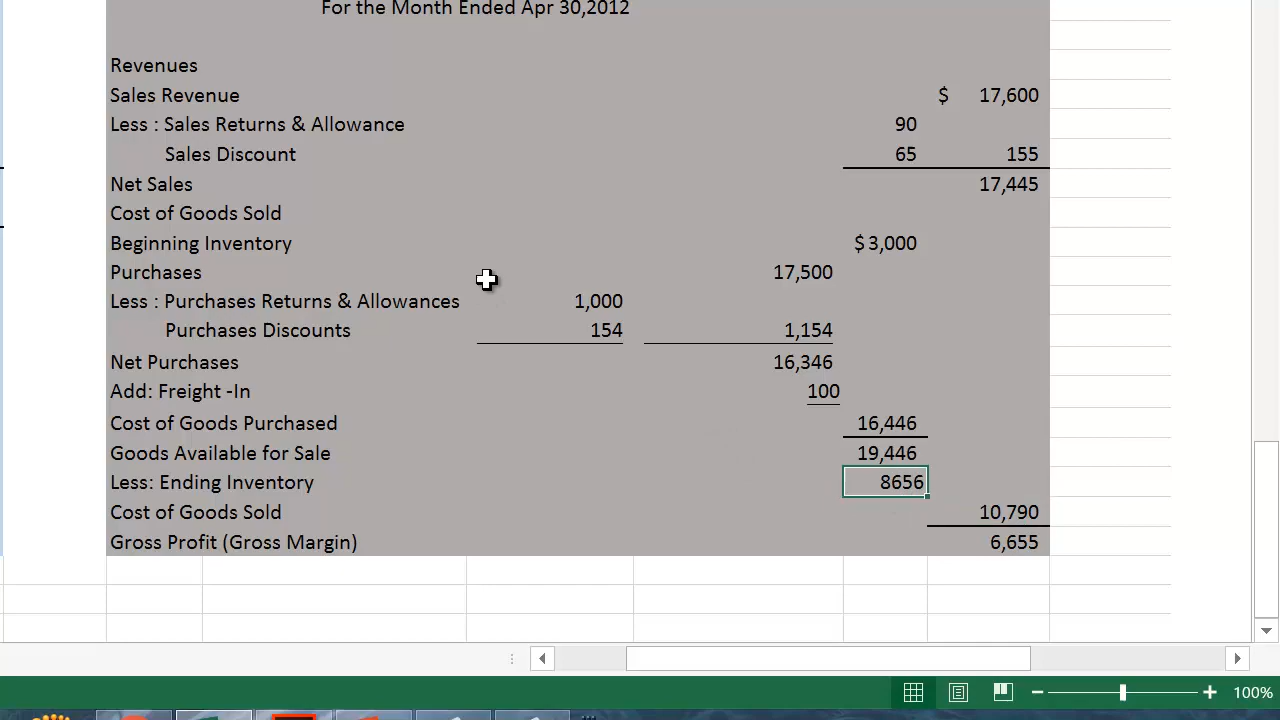 For the Month Ended Apr 30,2012
Revenues
Sales Revenue $ 17,600
Less : Sales Returns & Allowance 90
Sales Discount 65 155
Net Sales 17,445
Cost of Goods Sold
Beginning Inventory $ 3,000
Purchases 17,500
Less : Purchases Returns & Allowances 1,000
Purchases Discounts 154 1,154
Net Purchases 16,346
Add: Freight -In 100
Cost of Goods Purchased 16,446
Goods Available for Sale 19,446
Less: Ending Inventory 8656
Cost of Goods Sold 10,790
Gross Profit (Gross Margin) 6,655
100%